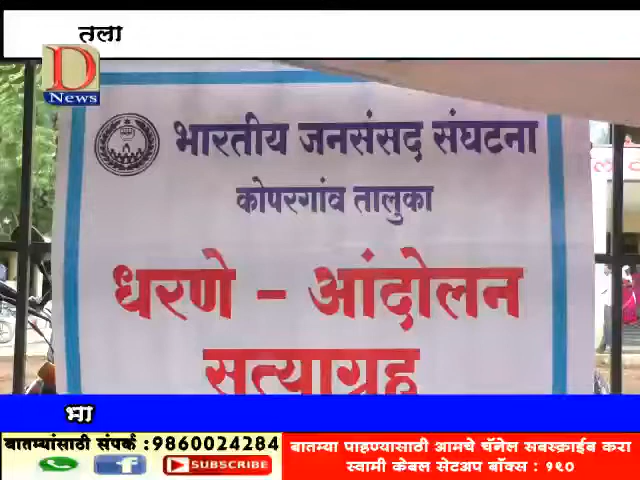 तला
D
News
भारतीय जनसंसद संघटना
कोपरगांव तालुका
धरणे - आंदोलन
सत्याग्रह
भा
बातम्यांसाठी संपर्क :9860024284
SUBSCRIBE
बातम्या पाहण्यासाठी आमचे चॅनेल सबस्क्राईब करा
स्वामी केबल सेटअप बॉक्स : १९०